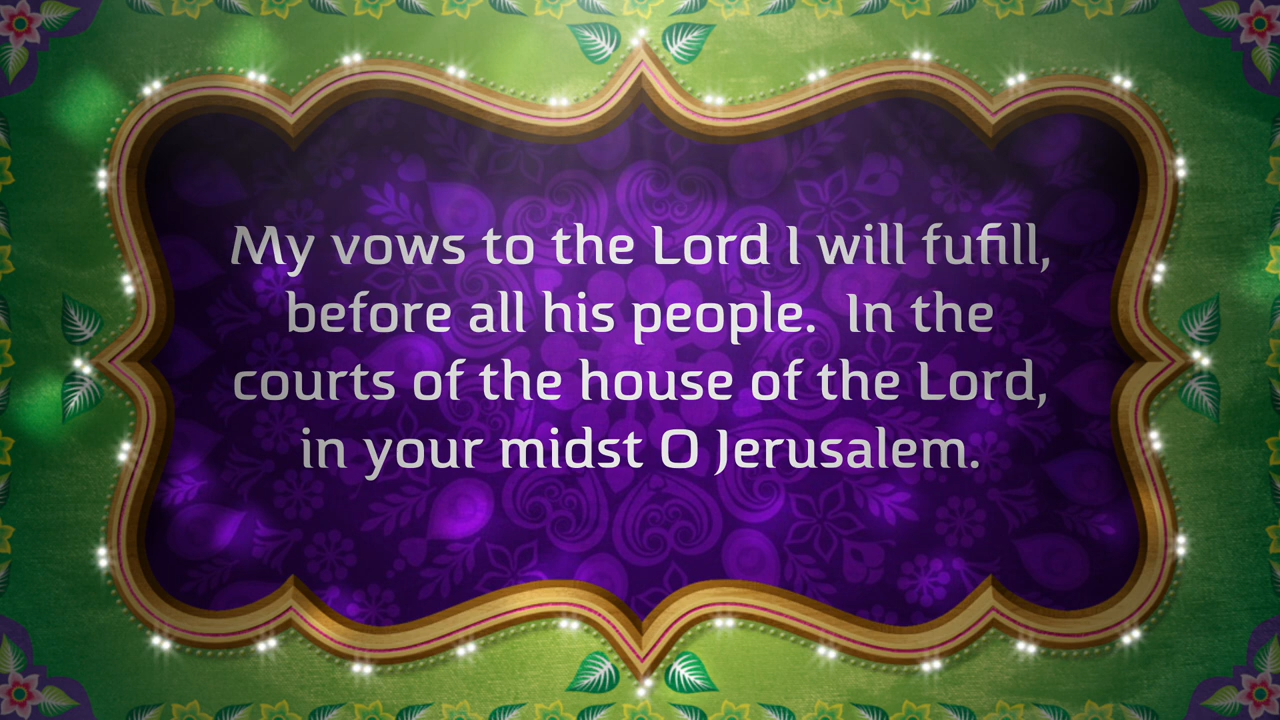 My vows to the Lord I will fufill,
before all his people.  In the
courts of the house of the Lord,
in your midst O Jerusalem.